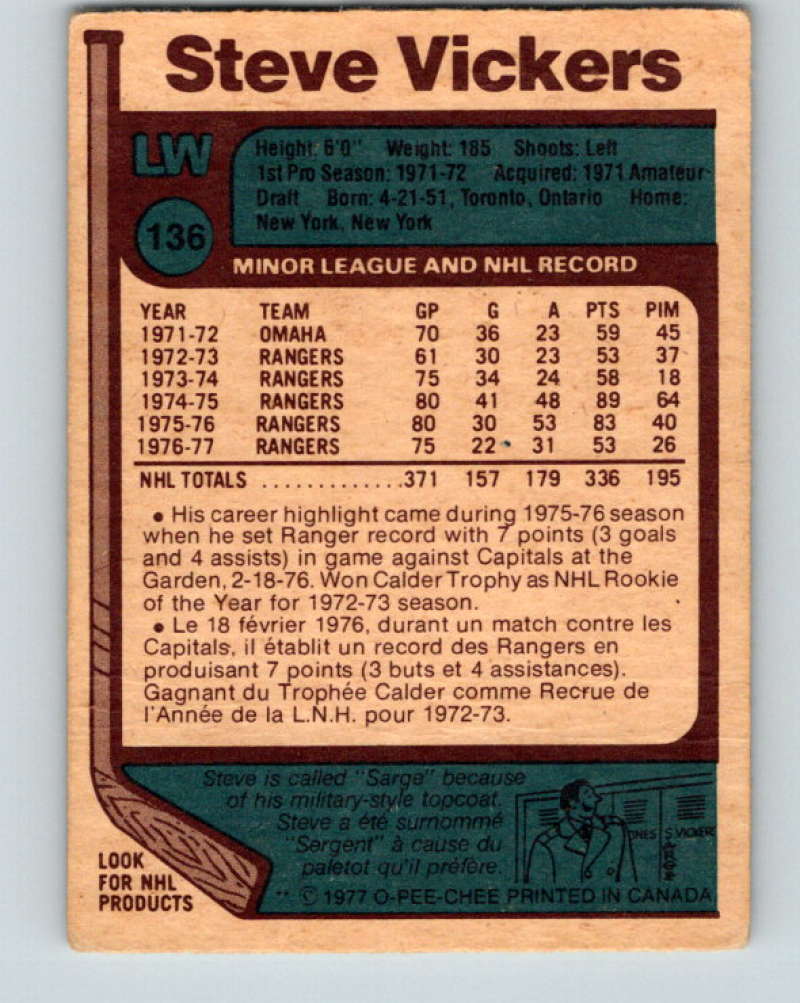 Steve Vickers
LW
136
Height: 6'0" Weight: 185 Shoots: Left
1st Pro Season: 1971-72 Acquired: 1971 Amateur
Draft Born: 4-21-51, Toronto, Ontario Home:
New York, New York
MINOR LEAGUE AND NHL RECORD
YEAR TEAM GP G A PTS PIM
1971-72 OMAHA 70 36 23 59 45
1972-73 RANGERS 61 30 23 53 37
1973-74 RANGERS 75 34 24 58 18
1974-75 RANGERS 80 41 48 89 64
1975-76 RANGERS 80 30 53 83 40
1976-77 RANGERS 75 22 31 53 26
NHL TOTALS .............371 157 179 336 195
• His career highlight came during 1975-76 season
when he set Ranger record with 7 points (3 goals
and 4 assists) in game against Capitals at the
Garden, 2-18-76. Won Calder Trophy as NHL Rookie
of the Year for 1972-73 season.
• Le 18 février 1976, durant un match contre les
Capitals, il établit un record des Rangers en
produisant 7 points (3 buts et 4 assistances).
Gagnant du Trophée Calder comme Recrue de
l'Année de la L.N.H. pour 1972-73.
Steve is called "Sarge" because
of his military-style topcoat.
Steve a été surnommé
"Sergent" à cause du
paletot qu'il préfère.
ONES S. VICKER
LOOK
FOR NHL
PRODUCTS
** © 1977 O-PEE-CHEE PRINTED IN CANADA